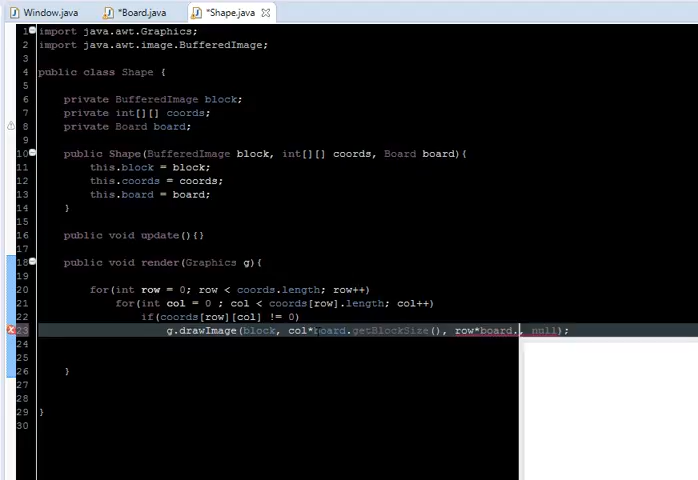 Window.java *Board.java *Shape.java
1 import java.awt.Graphics;
2 import java.awt.image.BufferedImage;
3
4 public class Shape {
5
6 private BufferedImage block;
7 private int[][] coords;
8 private Board board;
9
10 public Shape(BufferedImage block, int[][] coords, Board board){
11 this.block = block;
12 this.coords = coords;
13 this.board = board;
14 }
15
16 public void update(){}
17
18 public void render(Graphics g){
19
20 for(int row = 0; row < coords.length; row++)
21 for(int col = 0 ; col < coords[row].length; col++)
22 if(coords[row][col] != 0)
23 g.drawImage(block, col*board.getBlockSize(), row*board., null);
24
25
26 }
27
28
29 }
30